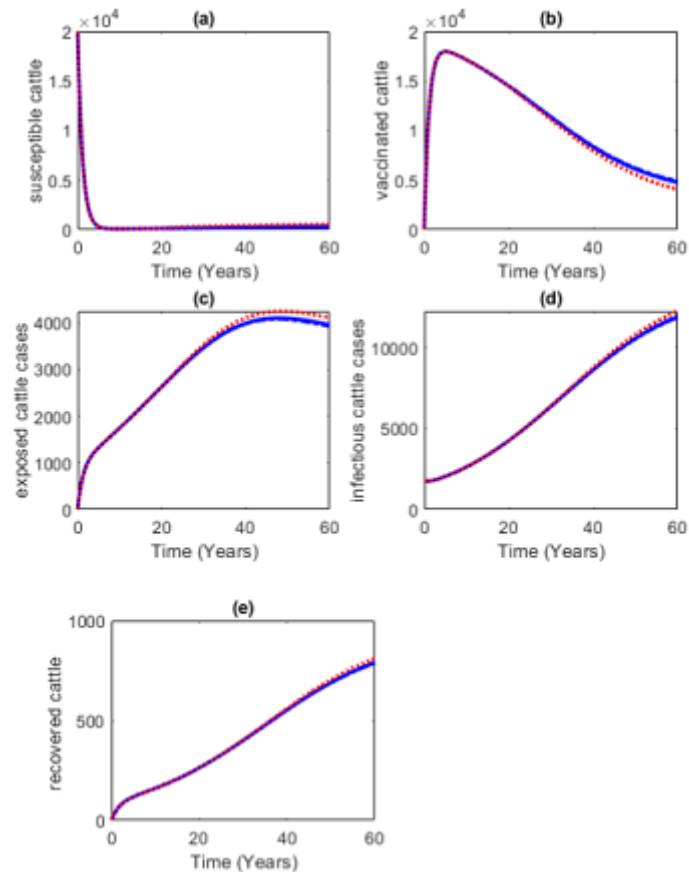 (a)
×10⁴
2
1.5
1
0.5
0
susceptible cattle
0 20 40 60
Time (Years)
(b)
×10⁴
2
1.5
1
0.5
0
vaccinated cattle
0 20 40 60
Time (Years)
(c)
4000
3000
2000
1000
0
exposed cattle cases
0 20 40 60
Time (Years)
(d)
10000
5000
0
infectious cattle cases
0 20 40 60
Time (Years)
(e)
1000
500
0
recovered cattle
0 20 40 60
Time (Years)